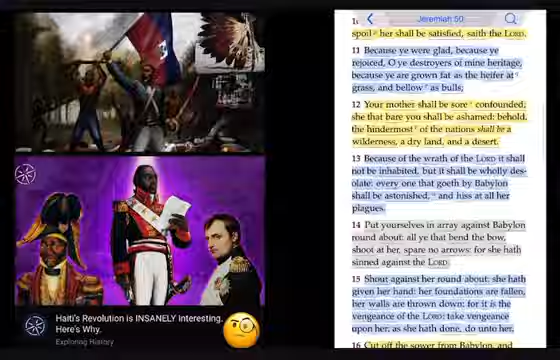 Haiti's Revolution is INSANELY Interesting.
Here's Why.
Exploring History
Jeremiah 50
spoil her shall be satisfied, saith the LORD.
11 Because ye were glad, because ye
rejoiced, O ye destroyers of mine heritage,
because ye are grown fat as the heifer at
grass, and bellow as bulls;
12 Your mother shall be sore confounded;
she that bare you shall be ashamed: behold,
the hindermost of the nations shall be a
wilderness, a dry land, and a desert.
13 Because of the wrath of the LORD it shall
not be inhabited, but it shall be wholly des-
olate: every one that goeth by Babylon
shall be astonished, and hiss at all her
plagues.
14 Put yourselves in array against Babylon
round about: all ye that bend the bow,
shoot at her, spare no arrows: for she hath
sinned against the LORD.
15 Shout against her round about: she hath
given her hand: her foundations are fallen,
her walls are thrown down: for it is the
vengeance of the LORD: take vengeance
upon her; as she hath done, do unto her.
16 Cut off the sower from Babylon, and